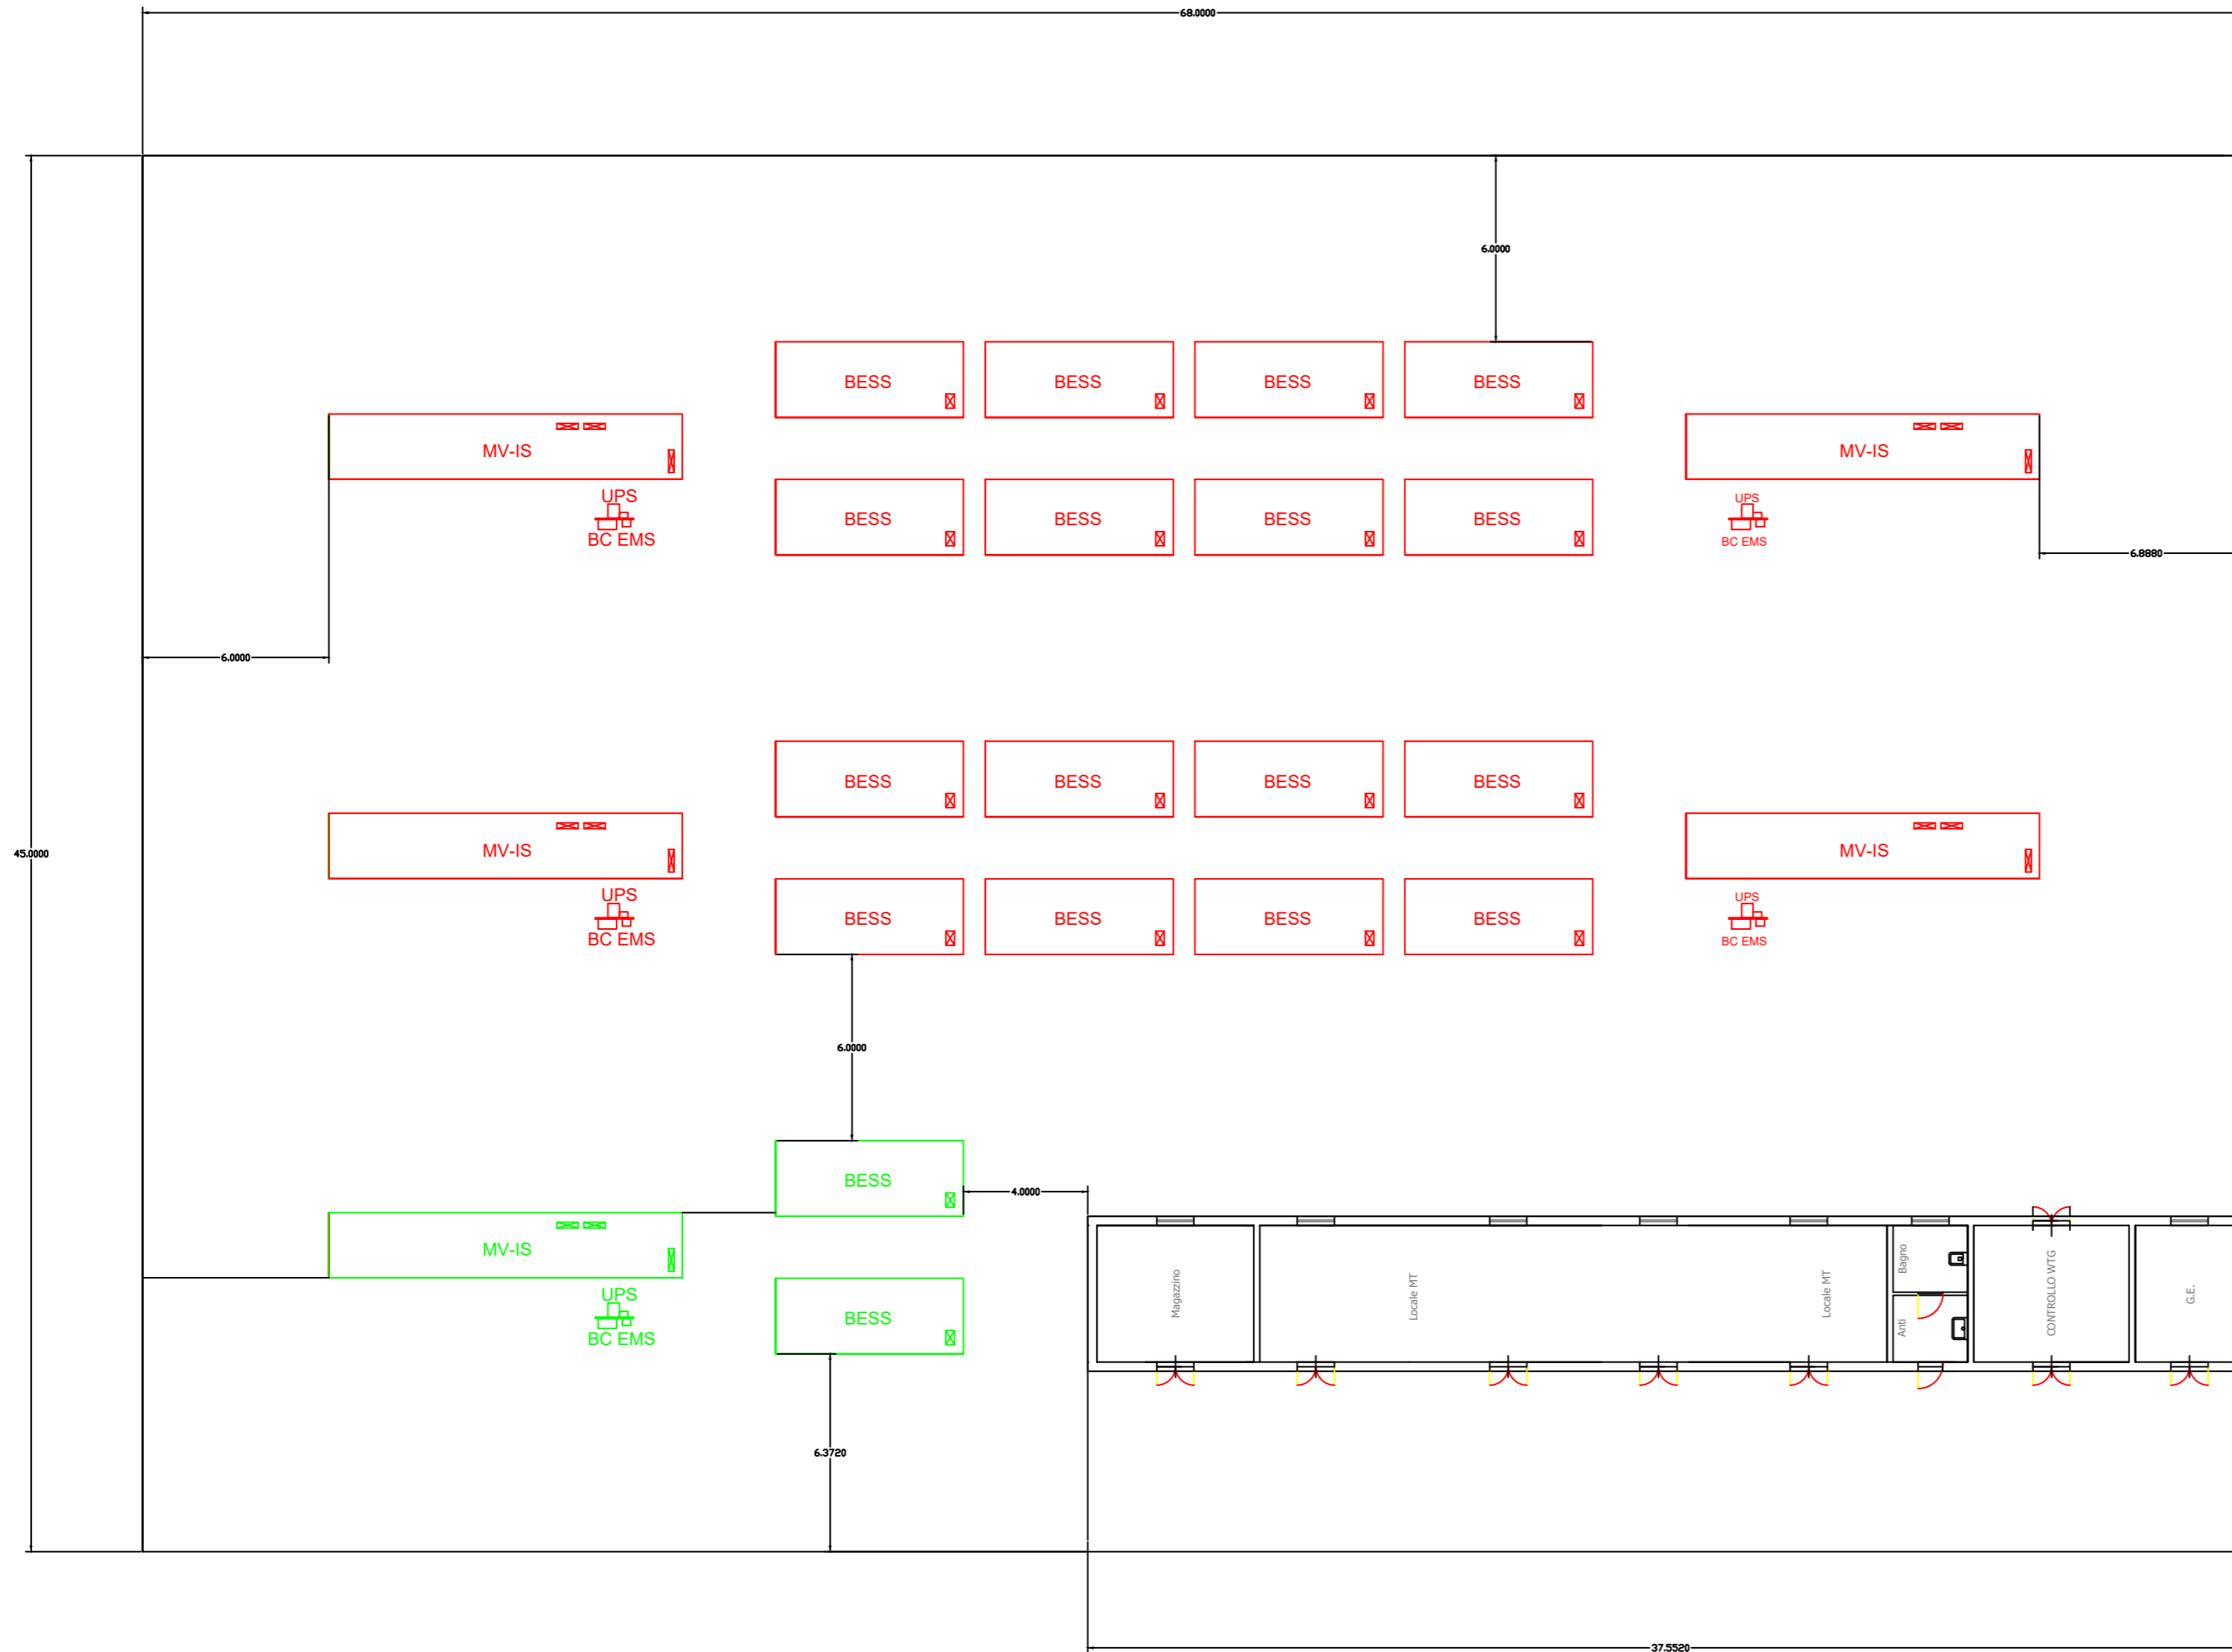 68.0000
6.0000
BESS BESS BESS BESS
MV-IS MV-IS
UPS UPS
BESS BESS BESS BESS
BC EMS BC EMS
6.8880
6.0000
BESS BESS BESS BESS
MV-IS MV-IS
45.0000
UPS UPS
BESS BESS BESS BESS
BC EMS BC EMS
6.0000
BESS
4.0000
MV-IS
Magazzino
Locale MT
Locale MT
Bagno
Anti
CONTROLLO WTG
G.E.
UPS
BESS
BC EMS
6.3720
37.5520